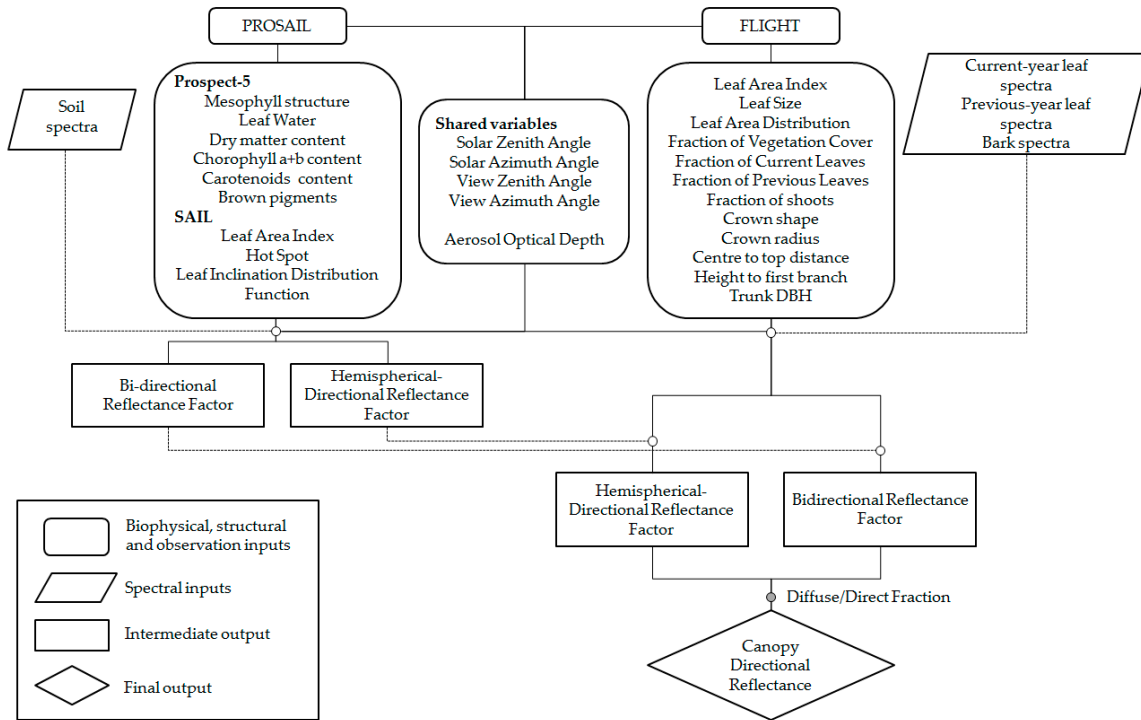 PROSAIL
FLIGHT
Soil
spectra
Prospect-5
Mesophyll structure
Leaf Water
Dry matter content
Chorophyll a+b content
Carotenoids content
Brown pigments
SAIL
Leaf Area Index
Hot Spot
Leaf Inclination Distribution
Function
Shared variables
Solar Zenith Angle
Solar Azimuth Angle
View Zenith Angle
View Azimuth Angle
Aerosol Optical Depth
Leaf Area Index
Leaf Size
Leaf Area Distribution
Fraction of Vegetation Cover
Fraction of Current Leaves
Fraction of Previous Leaves
Fraction of shoots
Crown shape
Crown radius
Centre to top distance
Height to first branch
Trunk DBH
Current-year leaf
spectra
Previous-year leaf
spectra
Bark spectra
Bi-directional
Reflectance Factor
Hemispherical-
Directional Reflectance
Factor
Hemispherical-
Directional Reflectance
Factor
Bidirectional Reflectance
Factor
Diffuse/Direct Fraction
Canopy
Directional
Reflectance
Biophysical, structural
and observation inputs
Spectral inputs
Intermediate output
Final output